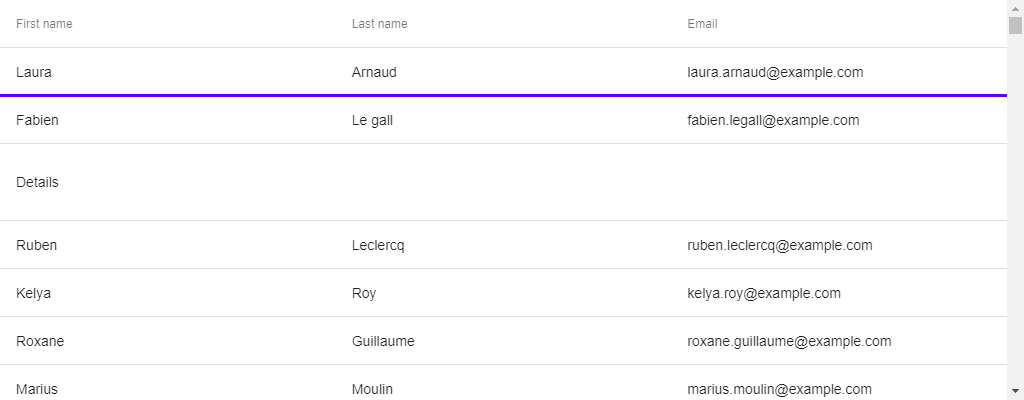 First name Last name Email
Laura Arnaud laura.arnaud@example.com
Fabien Le gall fabien.legall@example.com
Details
Ruben Leclercq ruben.leclercq@example.com
Kelya Roy kelya.roy@example.com
Roxane Guillaume roxane.guillaume@example.com
Marius Moulin marius.moulin@example.com